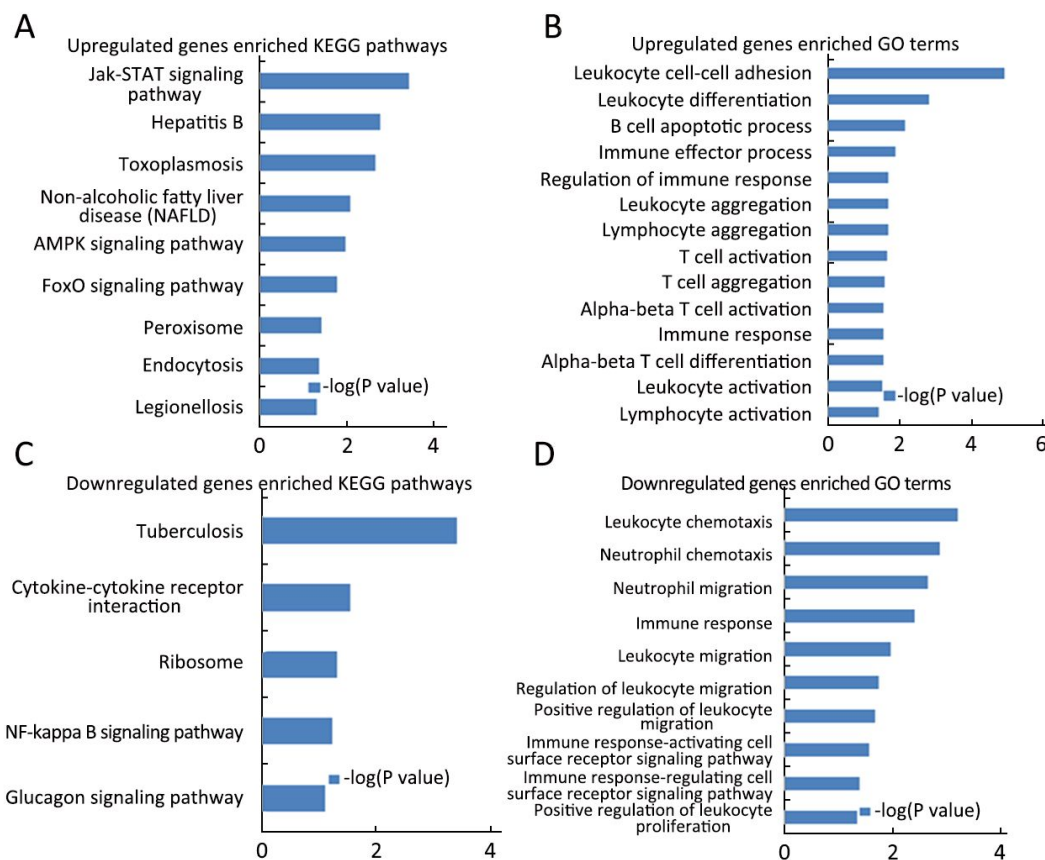 A
Upregulated genes enriched KEGG pathways
Jak-STAT signaling
pathway
Hepatitis B
Toxoplasmosis
Non-alcoholic fatty liver
disease (NAFLD)
AMPK signaling pathway
FoxO signaling pathway
Peroxisome
Endocytosis
-log(P value)
Legionellosis
0 2 4
B
Upregulated genes enriched GO terms
Leukocyte cell-cell adhesion
Leukocyte differentiation
B cell apoptotic process
Immune effector process
Regulation of immune response
Leukocyte aggregation
Lymphocyte aggregation
T cell activation
T cell aggregation
Alpha-beta T cell activation
Immune response
Alpha-beta T cell differentiation
Leukocyte activation
-log(P value)
Lymphocyte activation
0 2 4 6
C
Downregulated genes enriched KEGG pathways
Tuberculosis
Cytokine-cytokine receptor
interaction
Ribosome
NF-kappa B signaling pathway
-log(P value)
Glucagon signaling pathway
0 2 4
D
Downregulated genes enriched GO terms
Leukocyte chemotaxis
Neutrophil chemotaxis
Neutrophil migration
Immune response
Leukocyte migration
Regulation of leukocyte migration
Positive regulation of leukocyte
migration
Immune response-activating cell
surface receptor signaling pathway
Immune response-regulating cell
surface receptor signaling pathway
Positive regulation of leukocyte
proliferation
-log(P value)
0 2 4